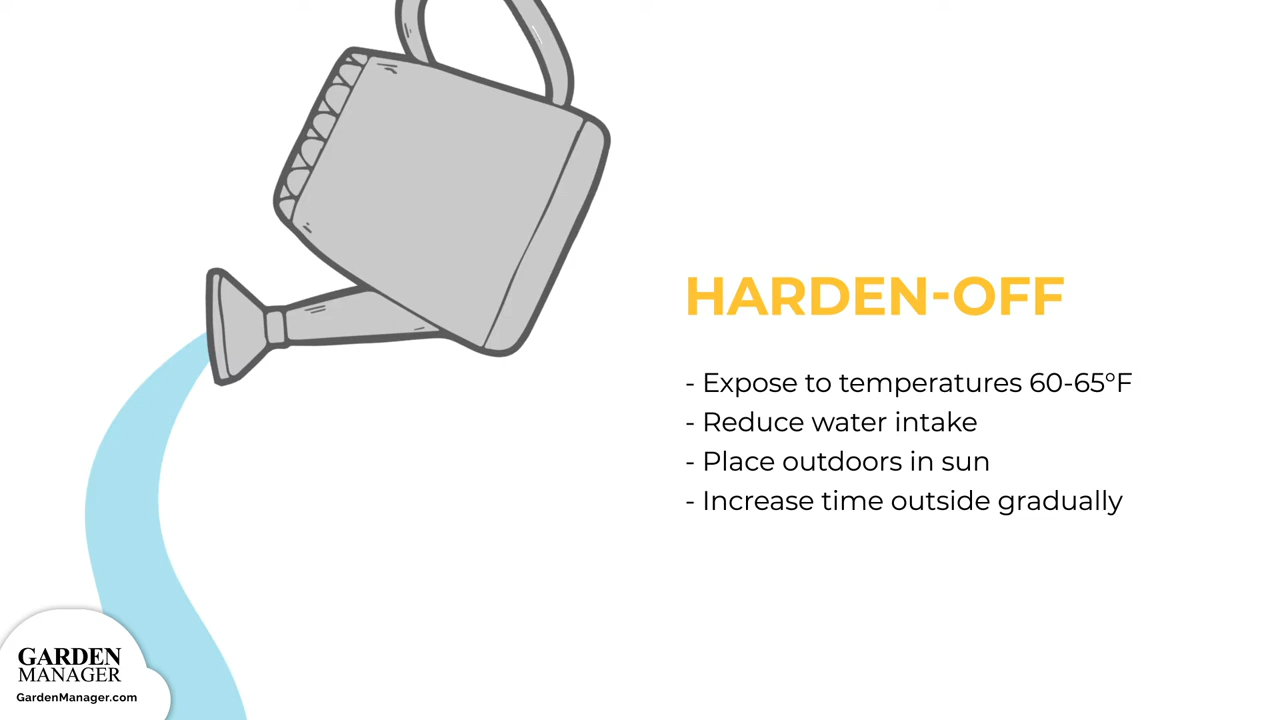 HARDEN-OFF
- Expose to temperatures 60-65°F
- Reduce water intake
- Place outdoors in sun
- Increase time outside gradually
GARDEN
MANAGER
GardenManager.com